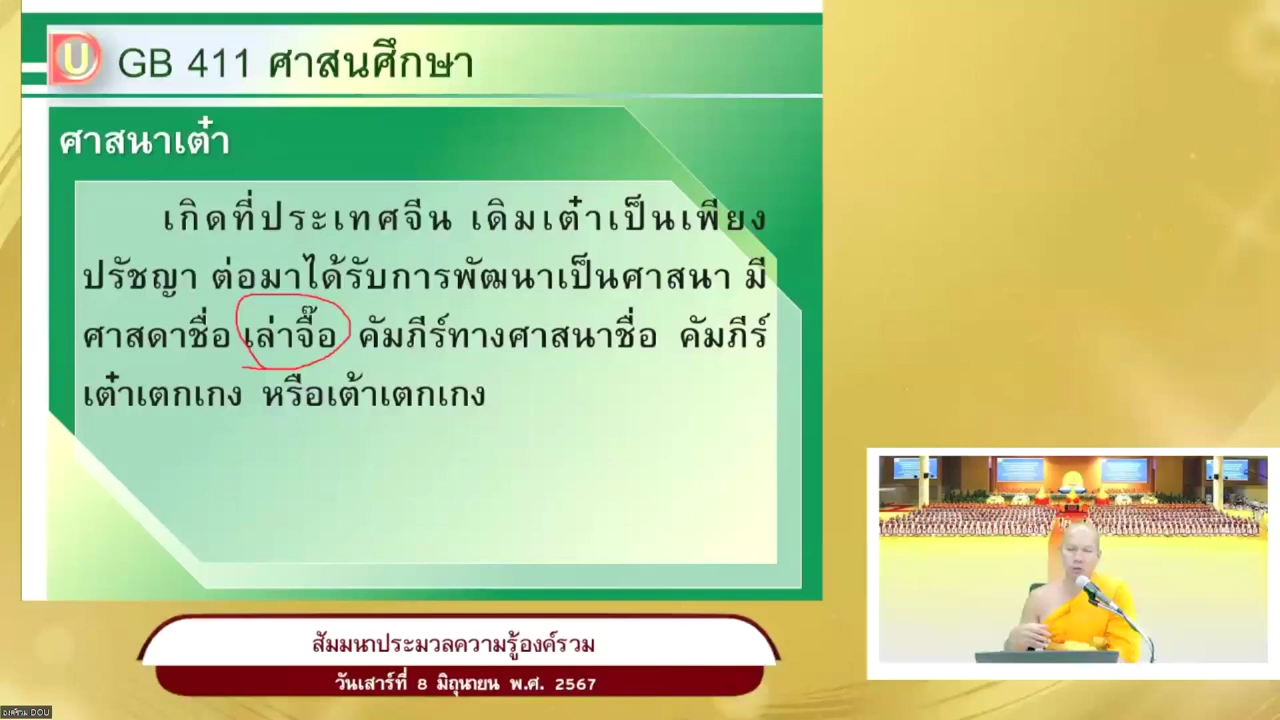 U GB 411 ศาสนศึกษา
ศาสนาเต๋า
เกิดที่ประเทศจีน เดิมเต๋าเป็นเพียง
ปรัชญา ต่อมาได้รับการพัฒนาเป็นศาสนา มี
ศาสดาชื่อ เล่าจื๊อ คัมภีร์ทางศาสนาชื่อ คัมภีร์
เต๋าเตกเกง หรือเต้าเตกเกง
สัมมนาประมวลความรู้องค์รวม
วันเสาร์ที่ 8 มิถุนายน พ.ศ. 2567
องค์รวม DOU